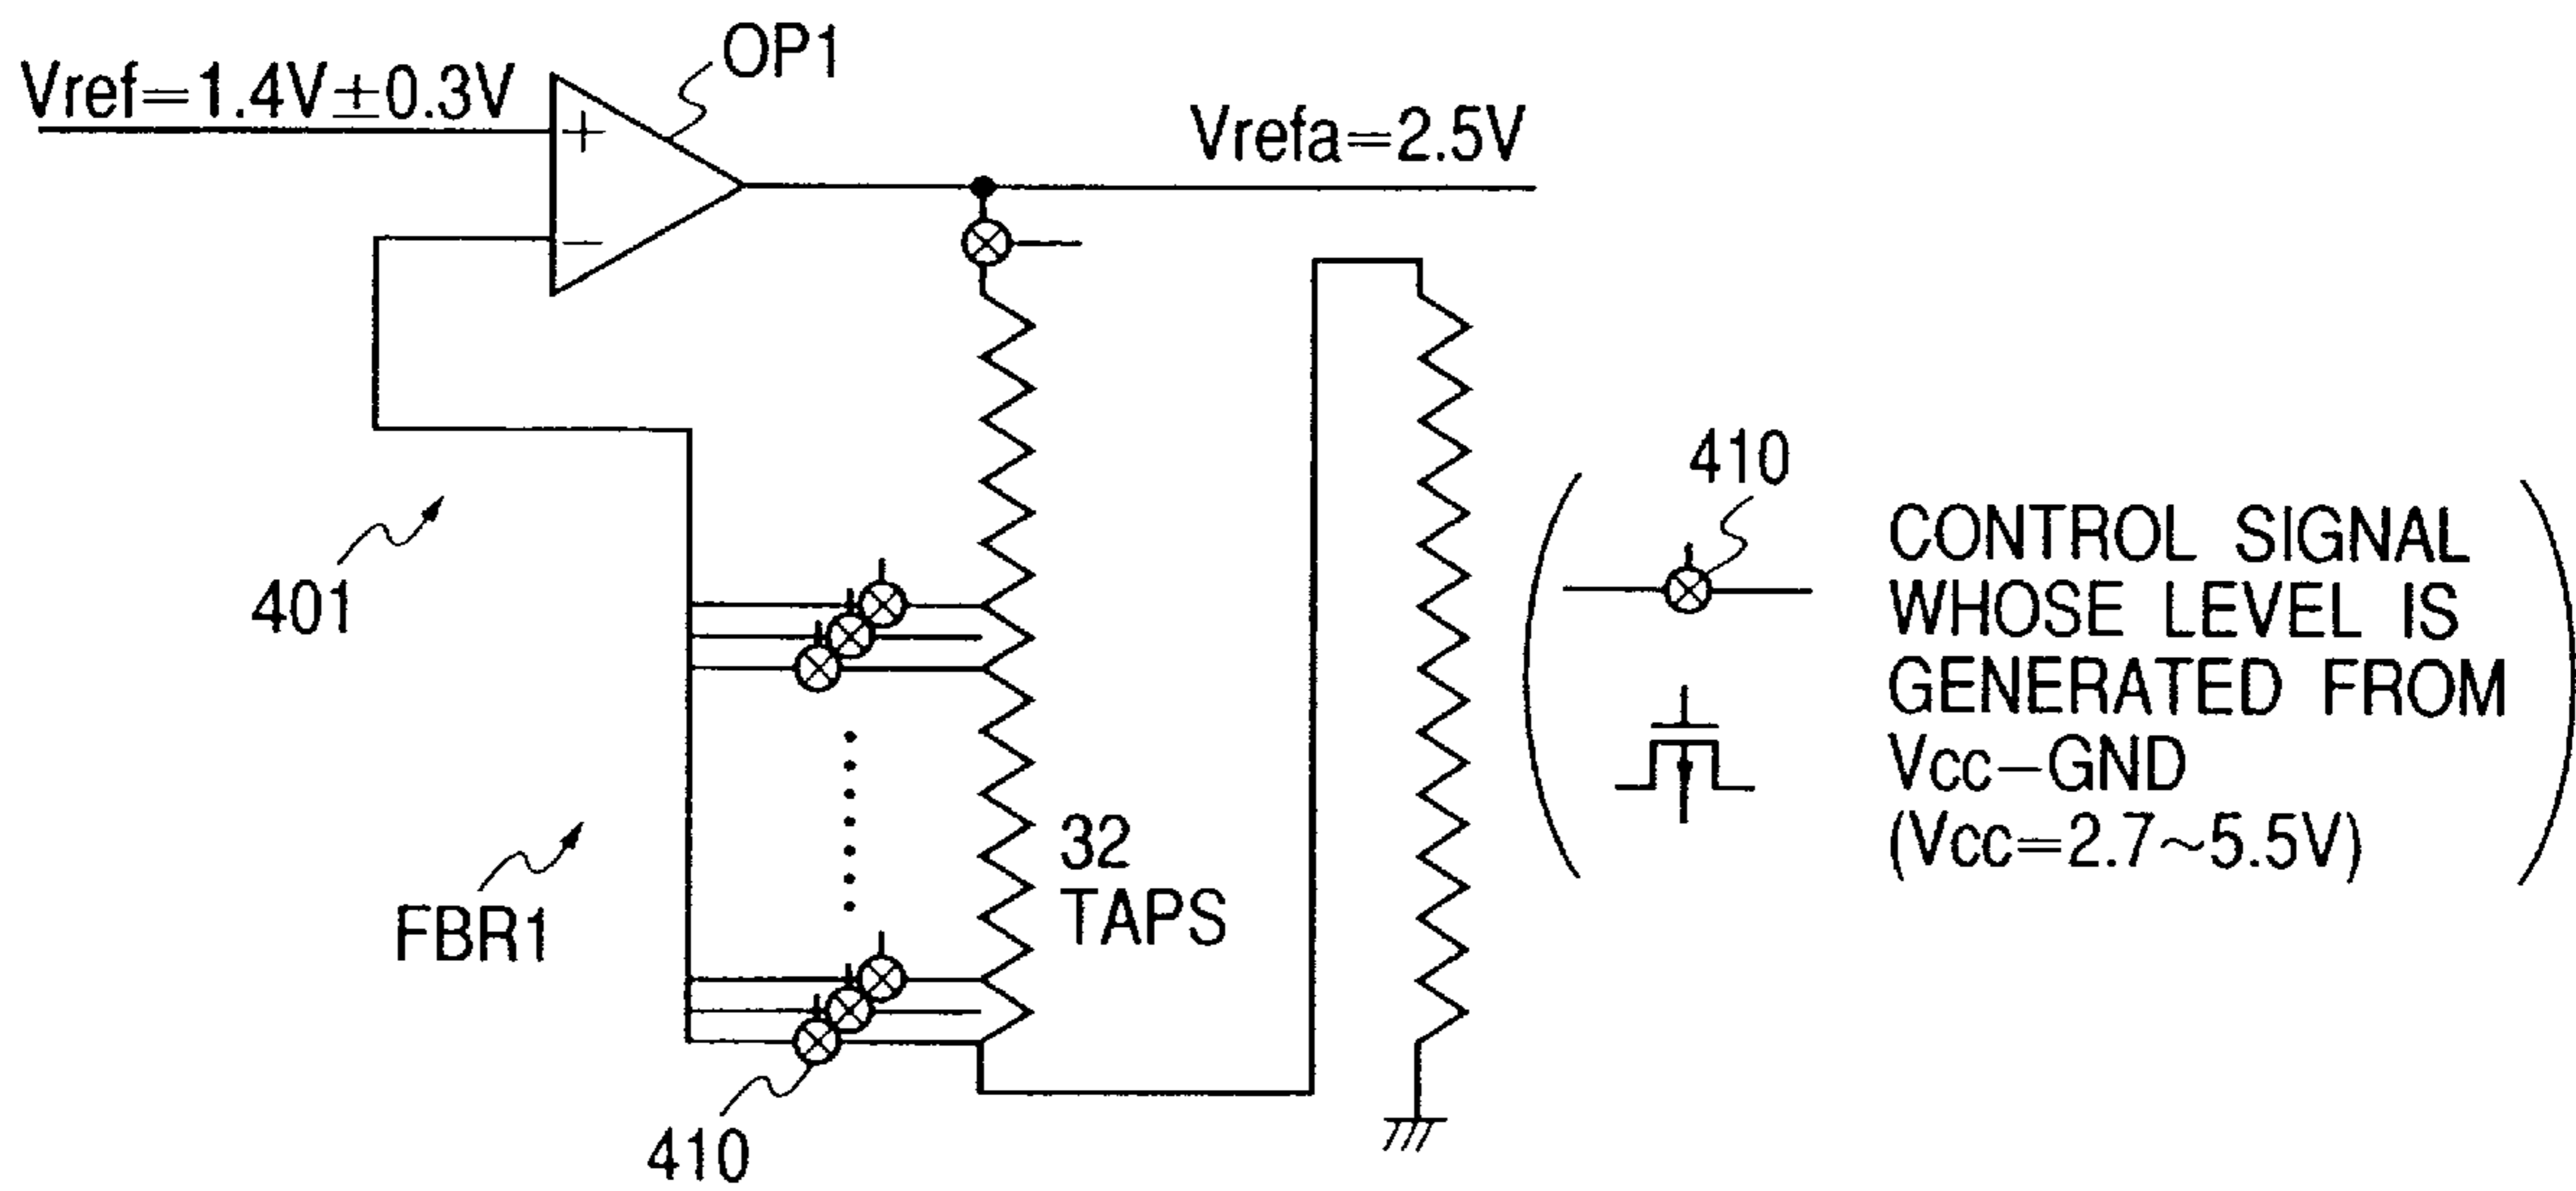 OP1
Vref=1.4V±0.3V
+
Vrefa=2.5V
−
410
401
CONTROL SIGNAL
WHOSE LEVEL IS
GENERATED FROM
Vcc−GND
(Vcc=2.7~5.5V)
32
TAPS
FBR1
410